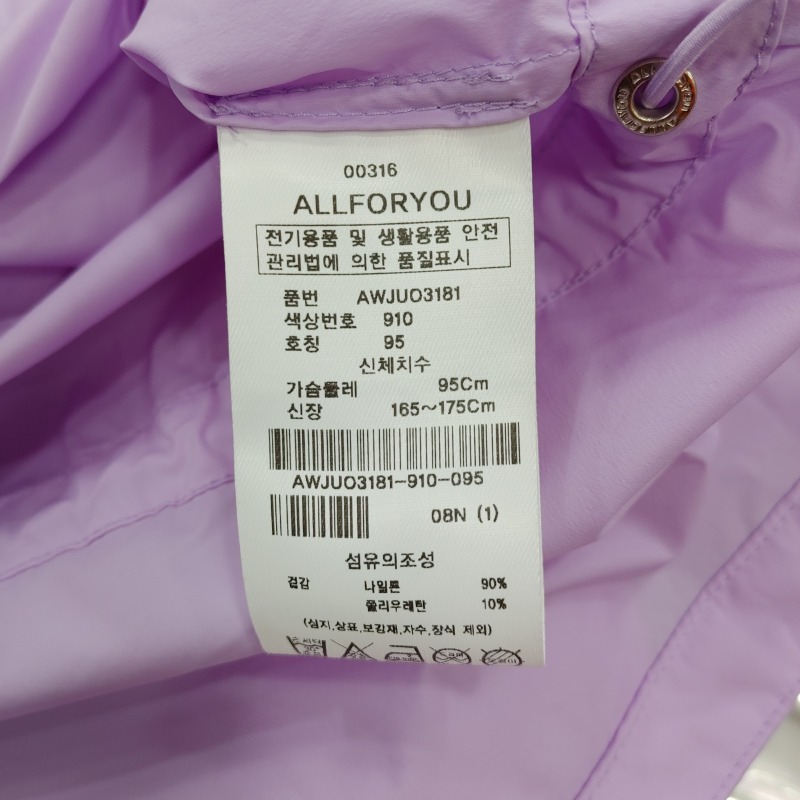 00316
ALLFORYOU
전기용품 및 생활용품 안전
관리법에 의한 품질표시
품번 AWJUO3181
색상번호 910
호칭 95
신체치수
가슴둘레 95Cm
신장 165~175Cm
AWJUO3181-910-095
08N (1)
섬유의조성
겉감 나일론 90%
폴리우레탄 10%
(심지,상표,보강재,자수,장식 제외)